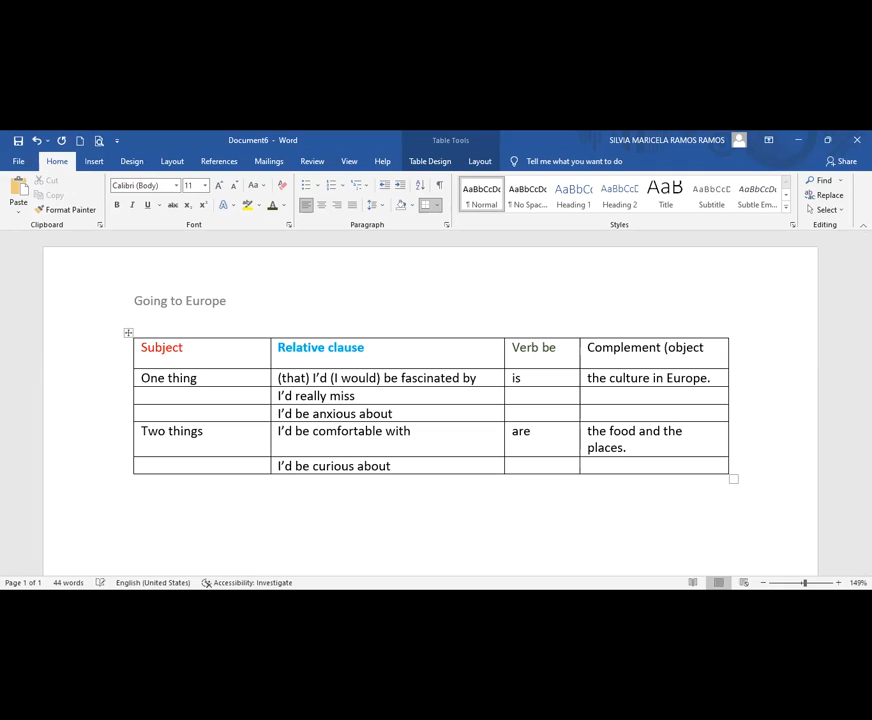 Document6 - Word
Table Tools
SILVIA MARICELA RAMOS RAMOS
File Home Insert Design Layout References Mailings Review View Help Table Design Layout Tell me what you want to do Share
Paste
Cut
Copy
Format Painter
Clipboard
Calibri (Body) 11
Font
Paragraph
AaBbCcDc AaBbCcDc AaBbCc AaBbCcC AaB AaBbCcC AaBbCcDc
¶ Normal ¶ No Spac... Heading 1 Heading 2 Title Subtitle Subtle Em...
Styles
Find
Replace
Select
Editing
Going to Europe
Subject Relative clause Verb be Complement (object
One thing (that) I’d (I would) be fascinated by is the culture in Europe.
I’d really miss
I’d be anxious about
Two things I’d be comfortable with are the food and the
places.
I’d be curious about
Page 1 of 1 44 words English (United States) Accessibility: Investigate 149%